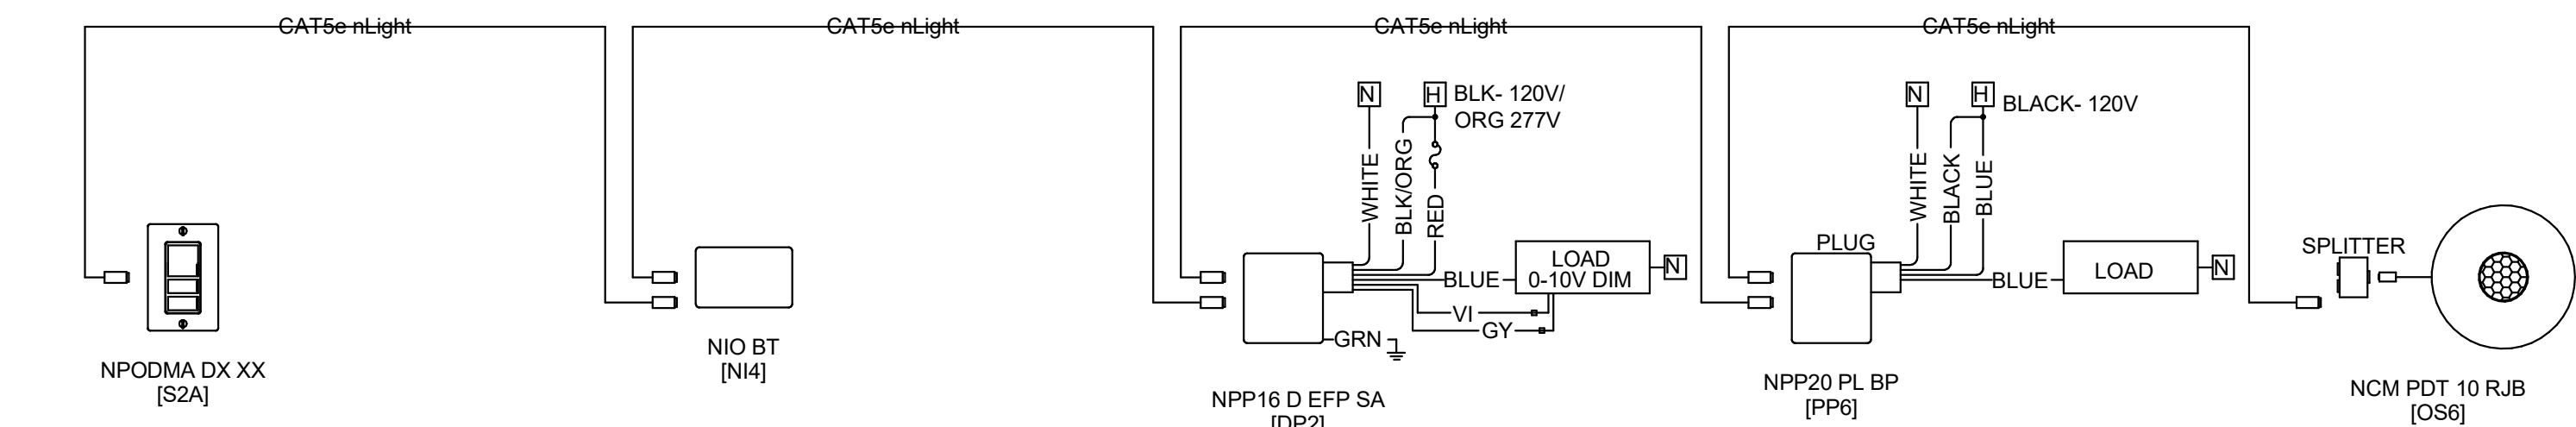 CAT5e nLight
CAT5e nLight
CAT5e nLight
CAT5e nLight
NPODMA DX XX
[S2A]
NIO BT
[NI4]
N
H
BLK- 120V/
ORG 277V
WHITE
BLK/ORG
RED
BLUE
LOAD
0-10V DIM
N
VI
GY
GRN
NPP16 D EFP SA
[DP2]
N
H
BLACK- 120V
WHITE
BLACK
BLUE
PLUG
BLUE
LOAD
N
NPP20 PL BP
[PP6]
SPLITTER
NCM PDT 10 RJB
[OS6]